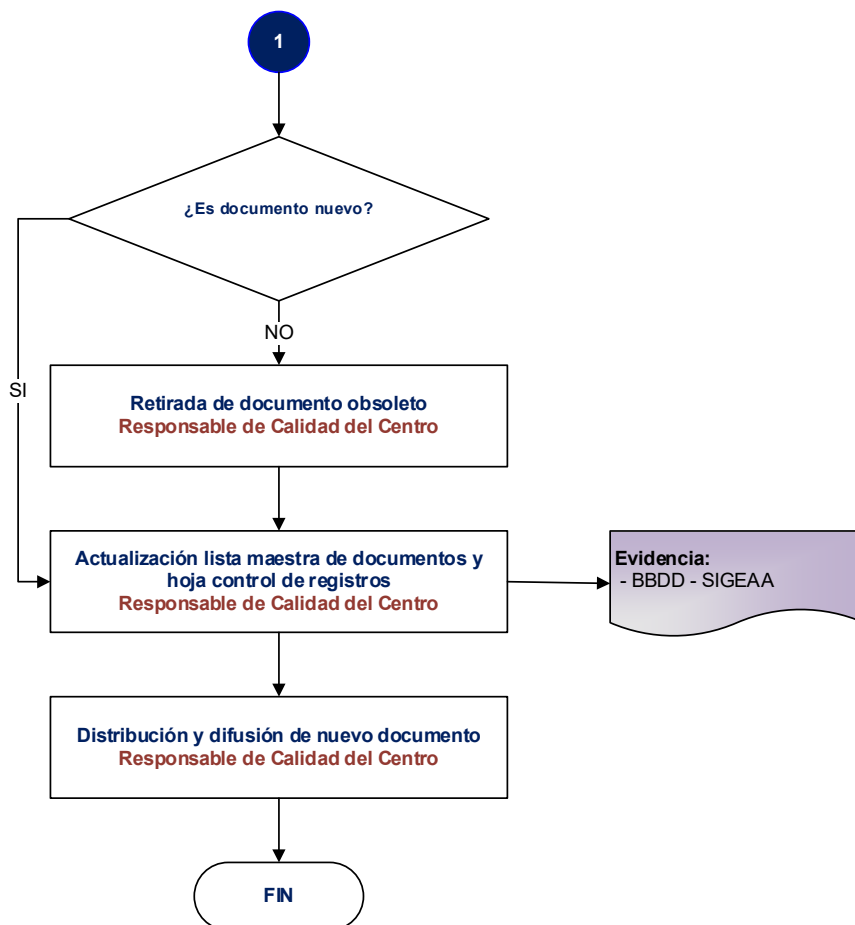 1
¿Es documento nuevo?
NO
SI
Retirada de documento obsoleto
Responsable de Calidad del Centro
Actualización lista maestra de documentos y
hoja control de registros
Responsable de Calidad del Centro
Evidencia:
- BBDD - SIGEAA
Distribución y difusión de nuevo documento
Responsable de Calidad del Centro
FIN